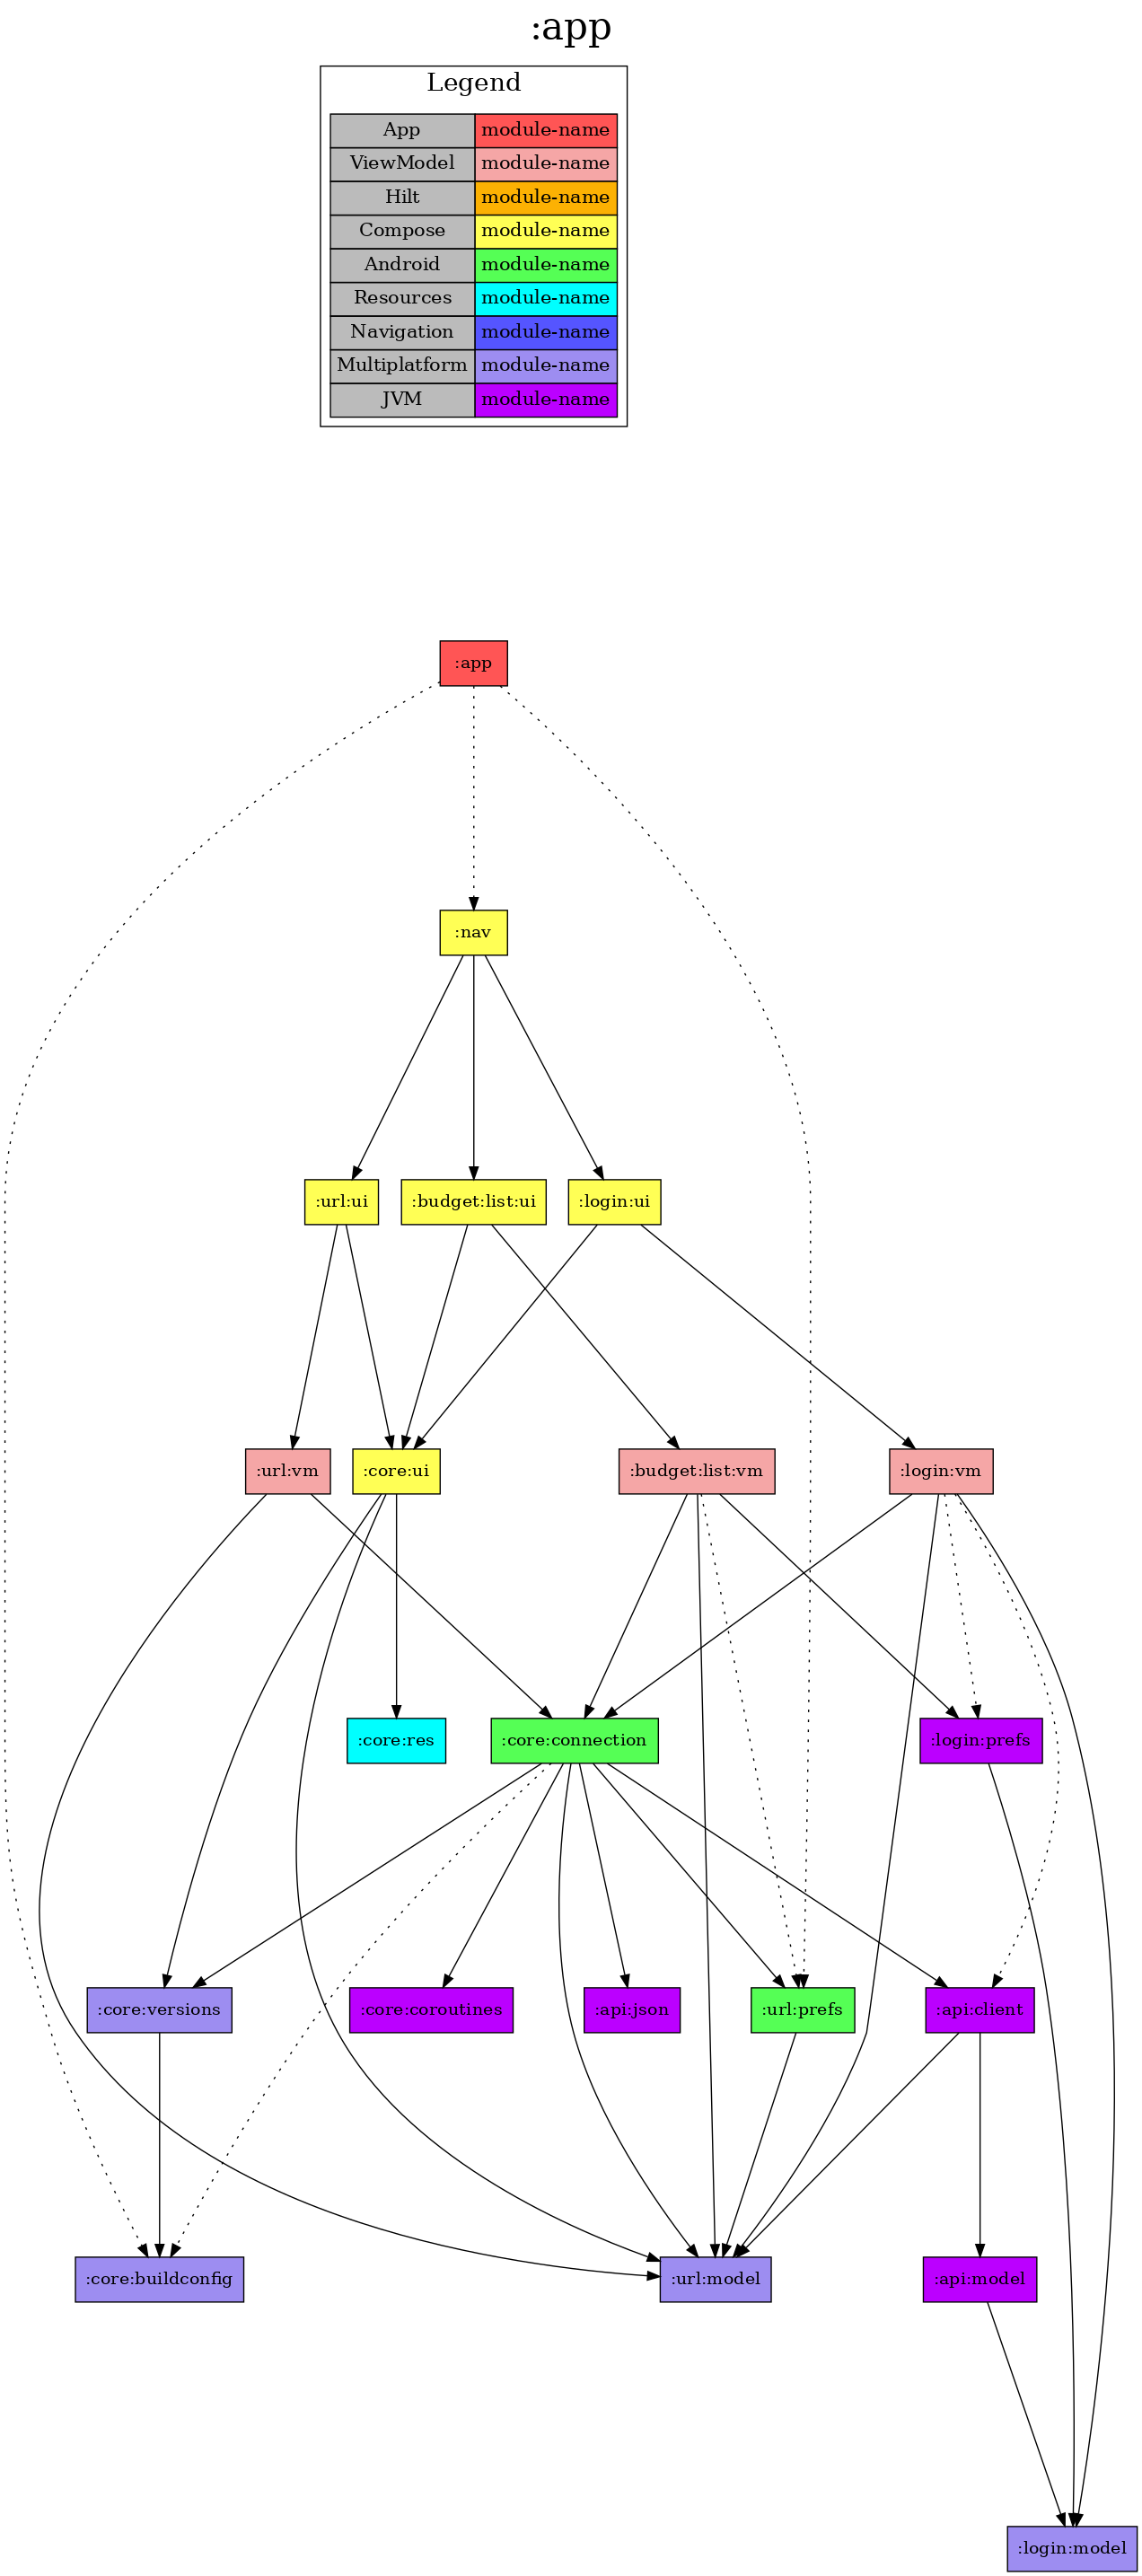 :app
Legend
App module-name
ViewModel module-name
Hilt module-name
Compose module-name
Android module-name
Resources module-name
Navigation module-name
Multiplatform module-name
JVM module-name
:app
:nav
:url:ui :budget:list:ui :login:ui
:url:vm :core:ui :budget:list:vm :login:vm
:core:res :core:connection :login:prefs
:core:versions :core:coroutines :api:json :url:prefs :api:client
:core:buildconfig :url:model :api:model
:login:model